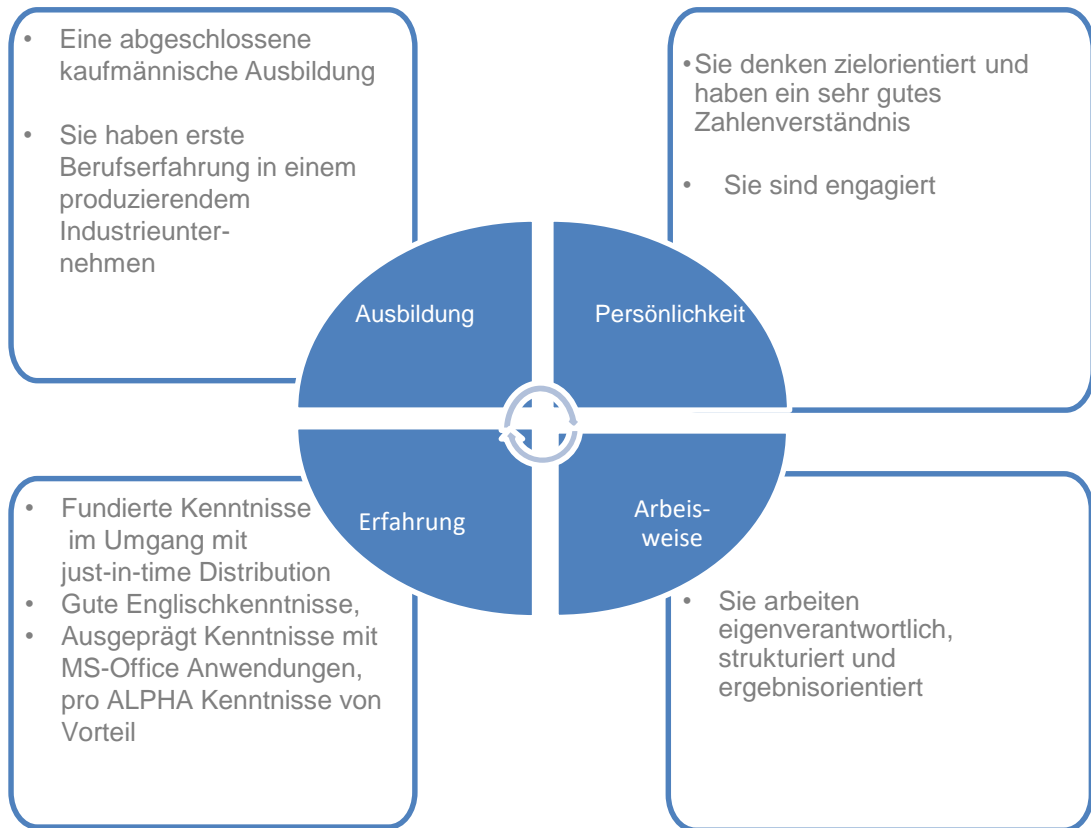 • Eine abgeschlossene
kaufmännische Ausbildung
• Sie haben erste
Berufserfahrung in einem
produzierendem
Industrieunter-
nehmen
•Sie denken zielorientiert und
haben ein sehr gutes
Zahlenverständnis
• Sie sind engagiert
Ausbildung
Persönlichkeit
Erfahrung
Arbeis-
weise
• Fundierte Kenntnisse
im Umgang mit
just-in-time Distribution
• Gute Englischkenntnisse,
• Ausgeprägt Kenntnisse mit
MS-Office Anwendungen,
pro ALPHA Kenntnisse von
Vorteil
• Sie arbeiten
eigenverantwortlich,
strukturiert und
ergebnisorientiert